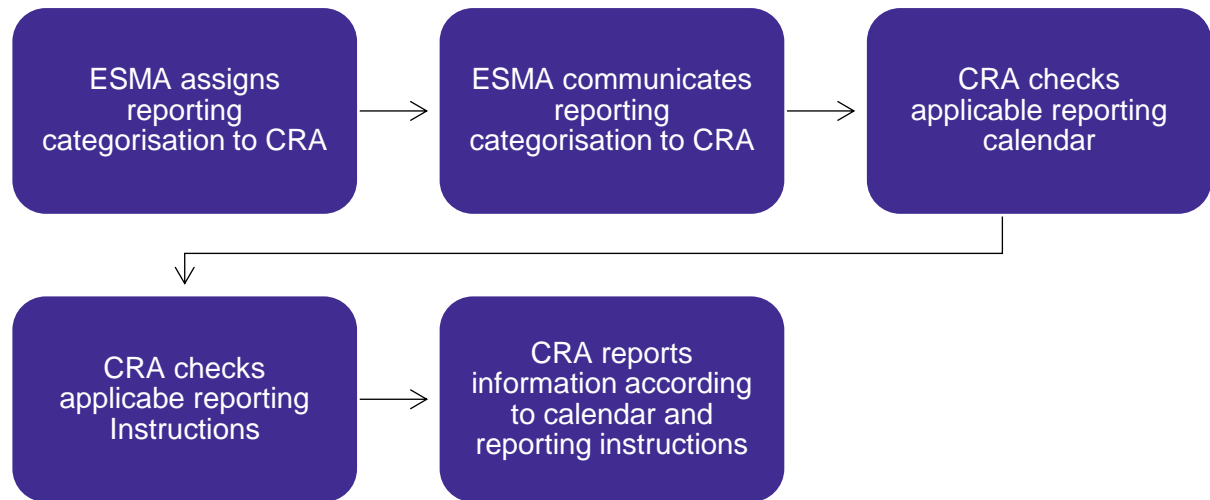 ESMA assigns
reporting
categorisation to CRA
ESMA communicates
reporting
categorisation to CRA
CRA checks
applicable reporting
calendar
CRA checks
applicabe reporting
Instructions
CRA reports
information according
to calendar and
reporting instructions